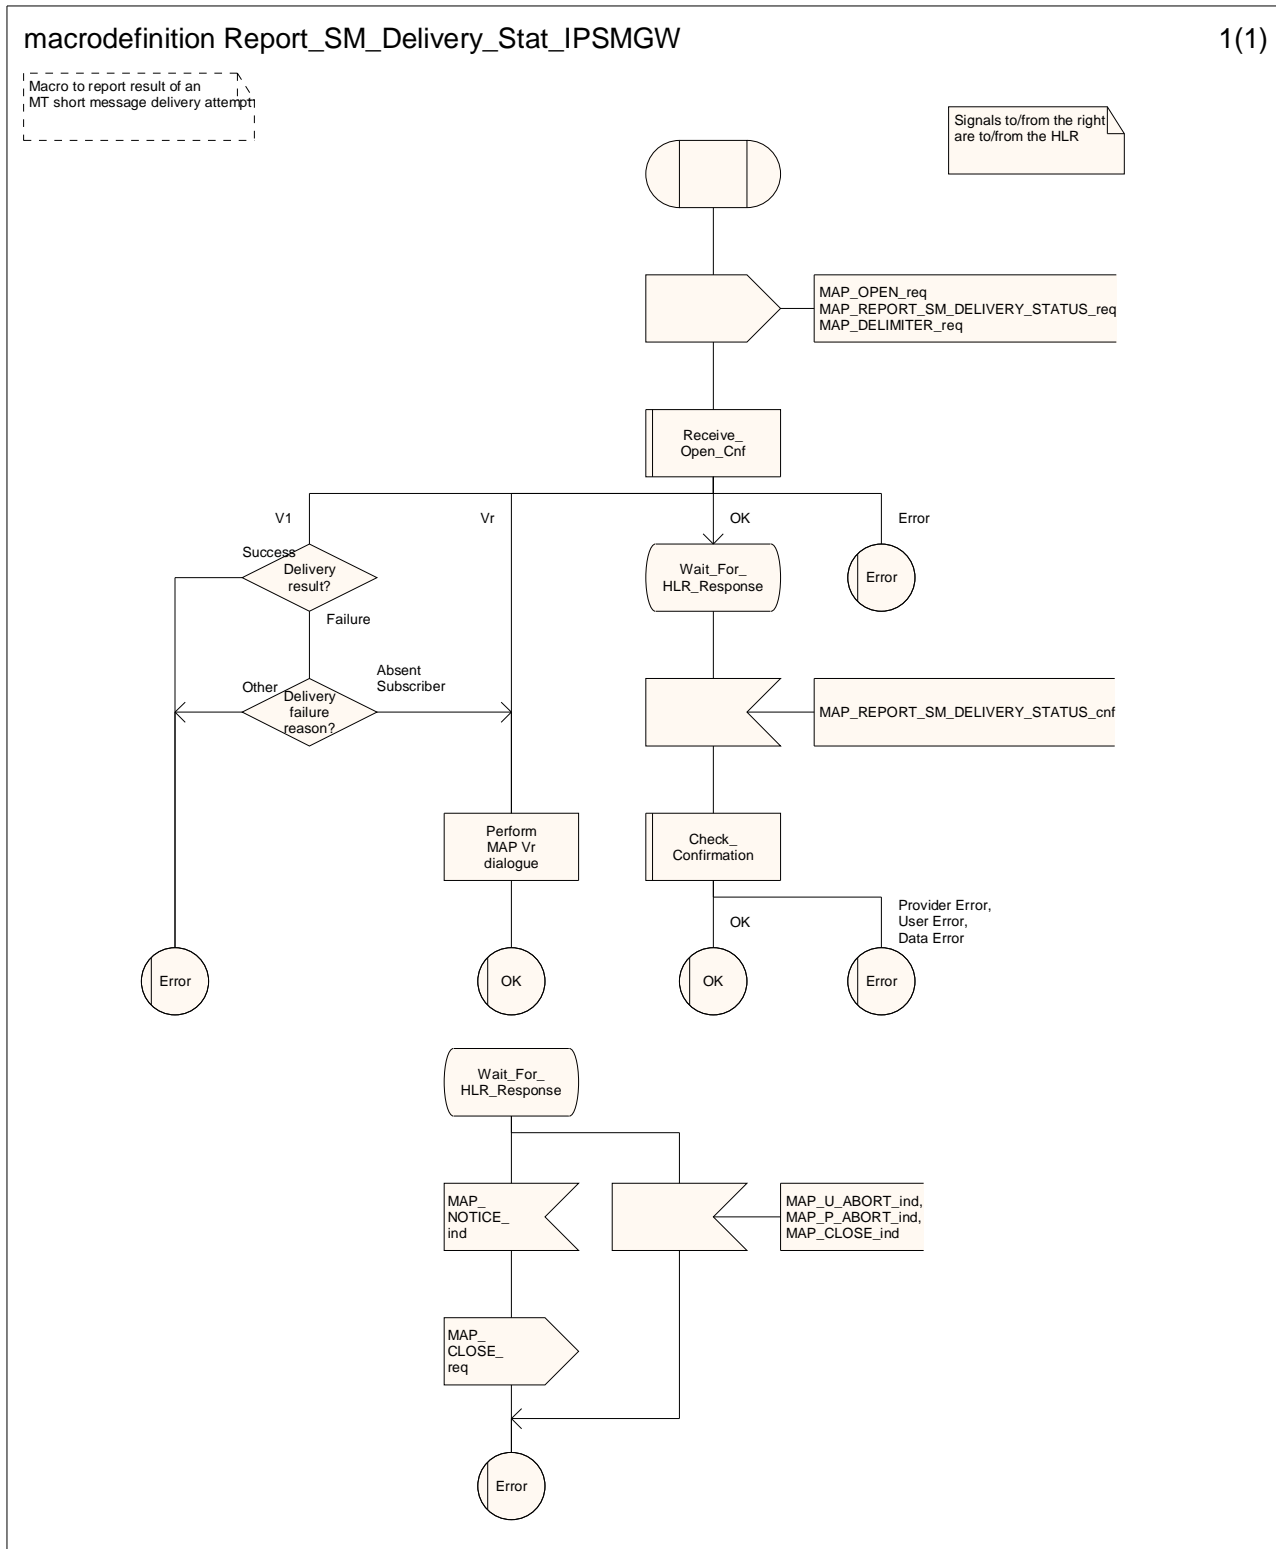 macrodefinition Report_SM_Delivery_Stat_IPSMGW
1(1)
Macro to report result of an
MT short message delivery attempt
Signals to/from the right
are to/from the HLR
MAP_OPEN_req
MAP_REPORT_SM_DELIVERY_STATUS_req
MAP_DELIMITER_req
Receive_
Open_Cnf
V1
Vr
OK
Error
Success
Delivery
result?
Wait_For_
HLR_Response
Error
Failure
Absent
Subscriber
Other
Delivery
failure
reason?
MAP_REPORT_SM_DELIVERY_STATUS_cnf
Perform
MAP Vr
dialogue
Check_
Confirmation
OK
Provider Error,
User Error,
Data Error
Error
OK
OK
Error
Wait_For_
HLR_Response
MAP_
NOTICE_
ind
MAP_U_ABORT_ind,
MAP_P_ABORT_ind,
MAP_CLOSE_ind
MAP_
CLOSE_
req
Error